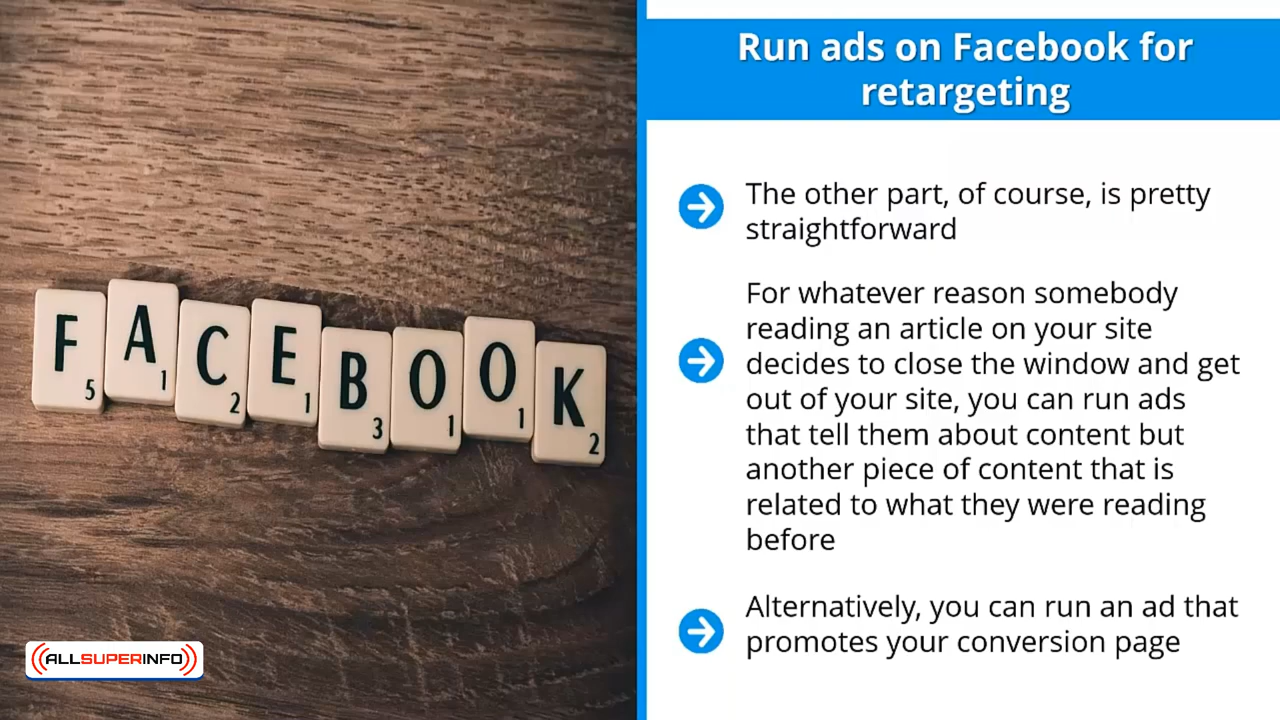 Run ads on Facebook for
retargeting
The other part, of course, is pretty
straightforward
For whatever reason somebody
reading an article on your site
decides to close the window and get
out of your site, you can run ads
that tell them about content but
another piece of content that is
related to what they were reading
before
Alternatively, you can run an ad that
promotes your conversion page
F 5 A 1 C 2 E 1 B 3 O 1 O 1 K 2
((ALLSUPERINFO))